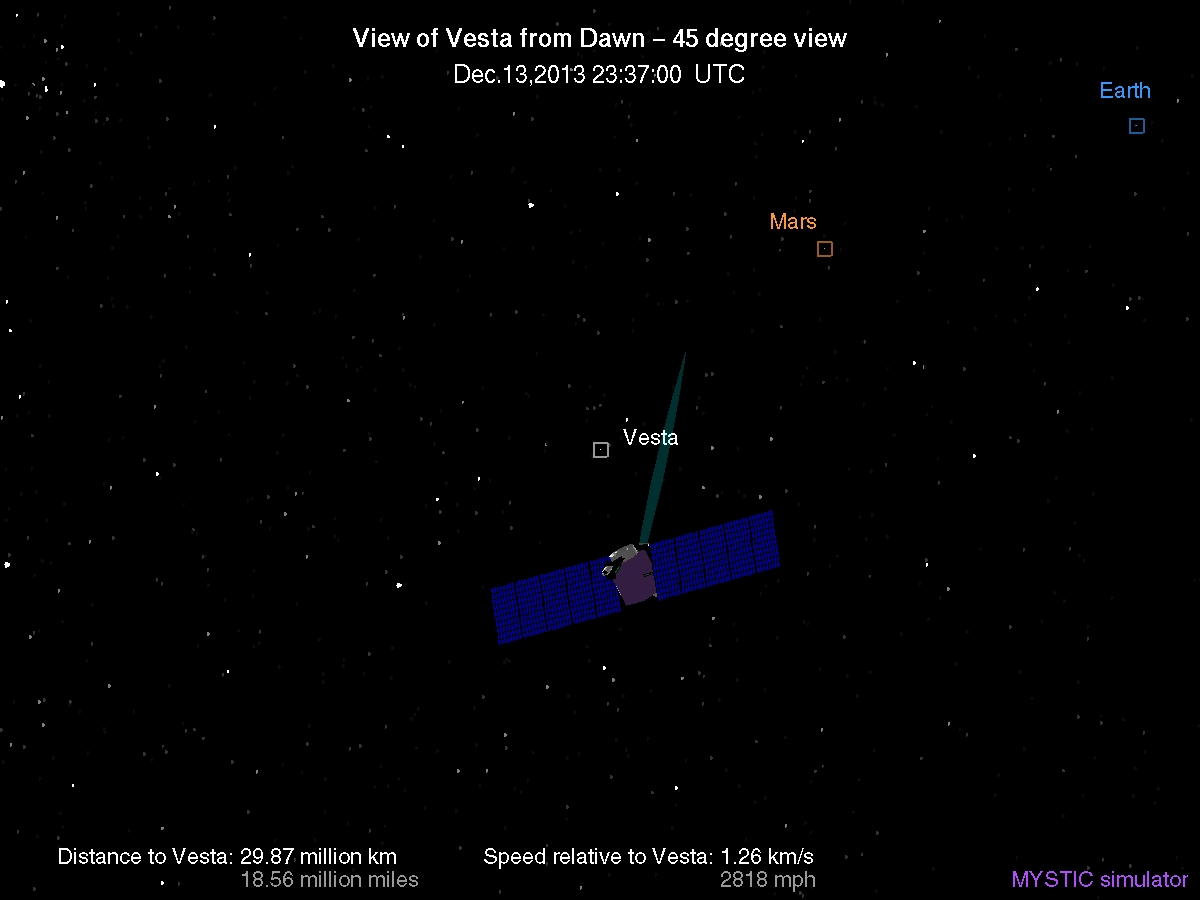 View of Vesta from Dawn – 45 degree view
Dec.13,2013 23:37:00 UTC
Earth
Mars
Vesta
Distance to Vesta: 29.87 million km
18.56 million miles
Speed relative to Vesta: 1.26 km/s
2818 mph
MYSTIC simulator